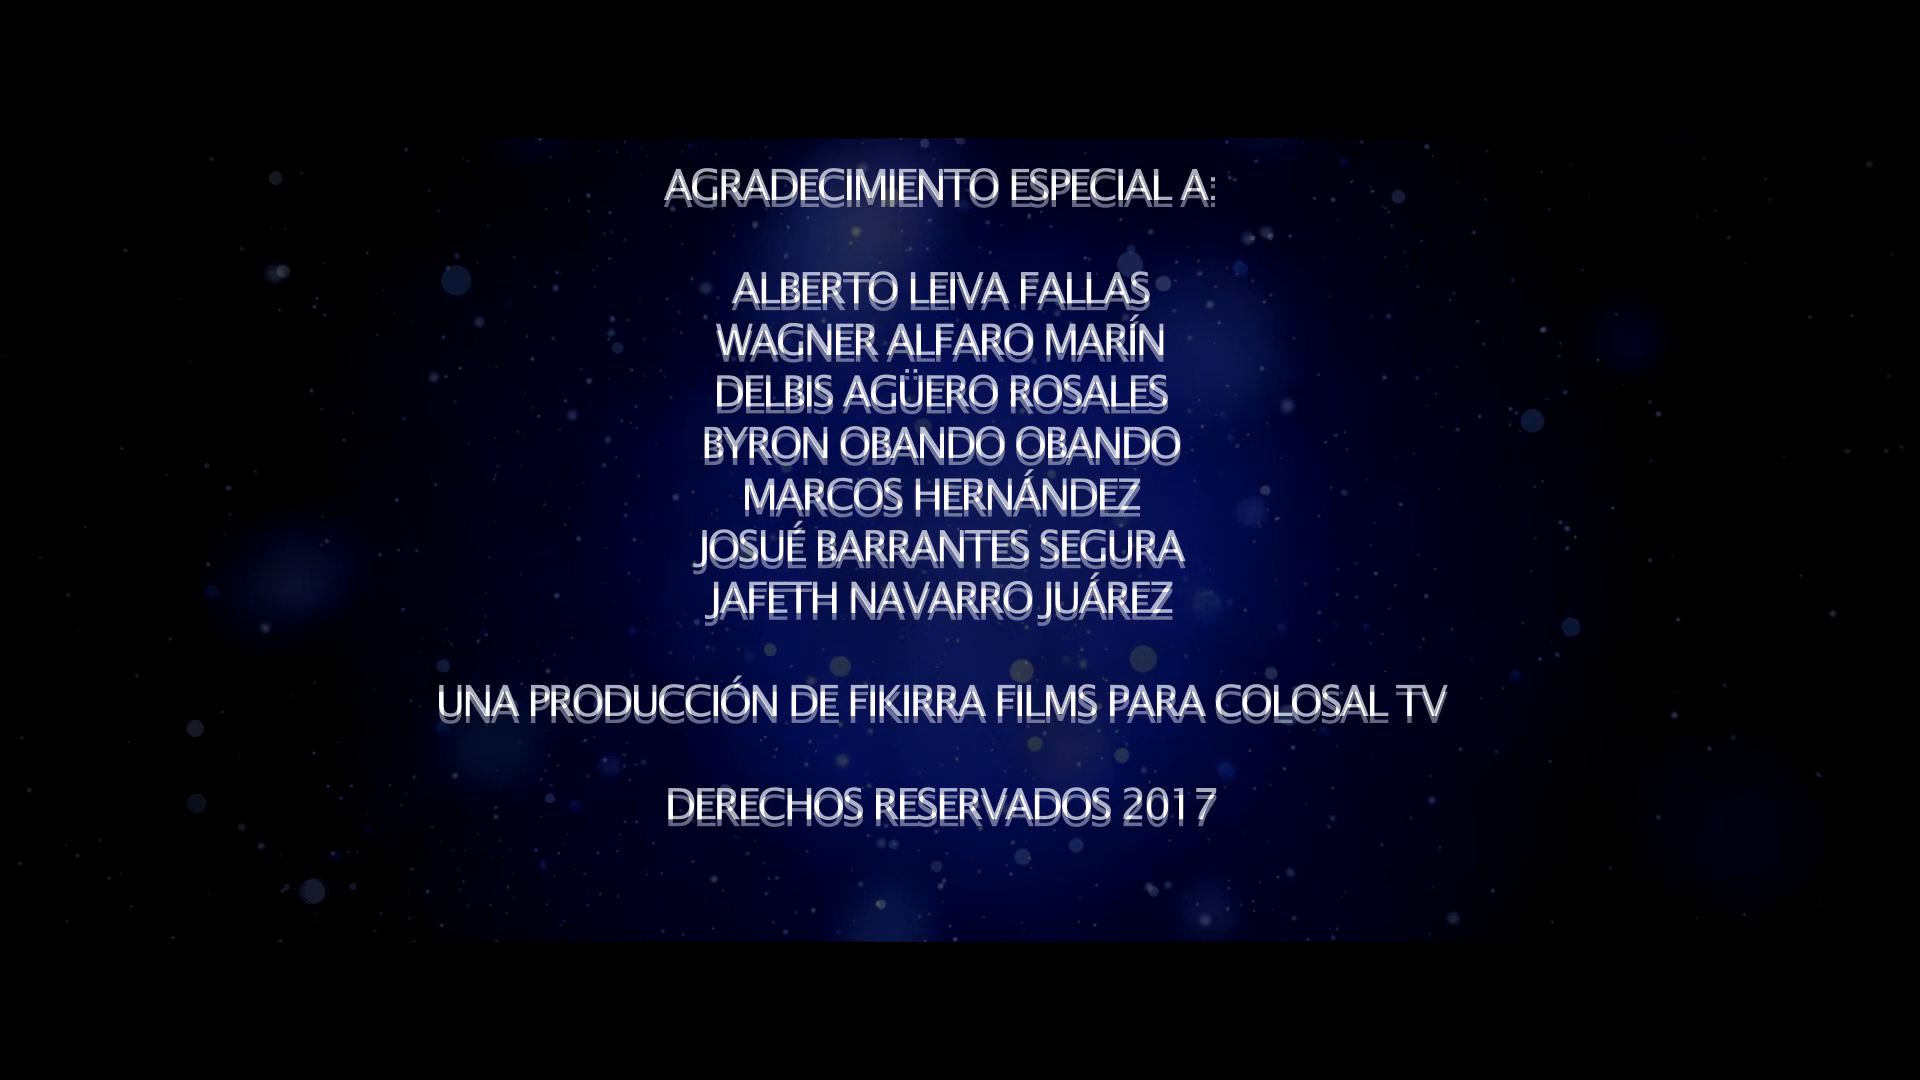 AGRADECIMIENTO ESPECIAL A:
ALBERTO LEIVA FALLAS
WAGNER ALFARO MARÍN
DELBIS AGÜERO ROSALES
BYRON OBANDO OBANDO
MARCOS HERNÁNDEZ
JOSUÉ BARRANTES SEGURA
JAFETH NAVARRO JUÁREZ
UNA PRODUCCIÓN DE FIKIRRA FILMS PARA COLOSAL TV
DERECHOS RESERVADOS 2017